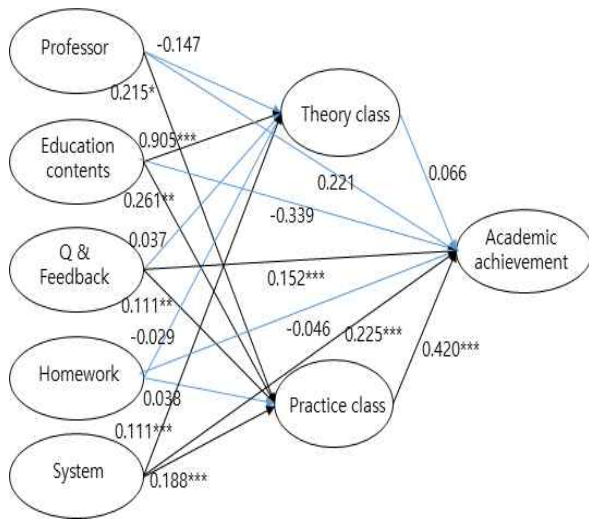 Professor
-0.147
0.215*
Theory class
Education
contents
0.905***
0.066
0.261**
0.221
-0.339
0.037
Q &
Feedback
Academic
achievement
0.152***
0.111**
-0.029
-0.046
0.225***
0.420***
Homework
0.038
Practice class
0.111***
System
0.188***